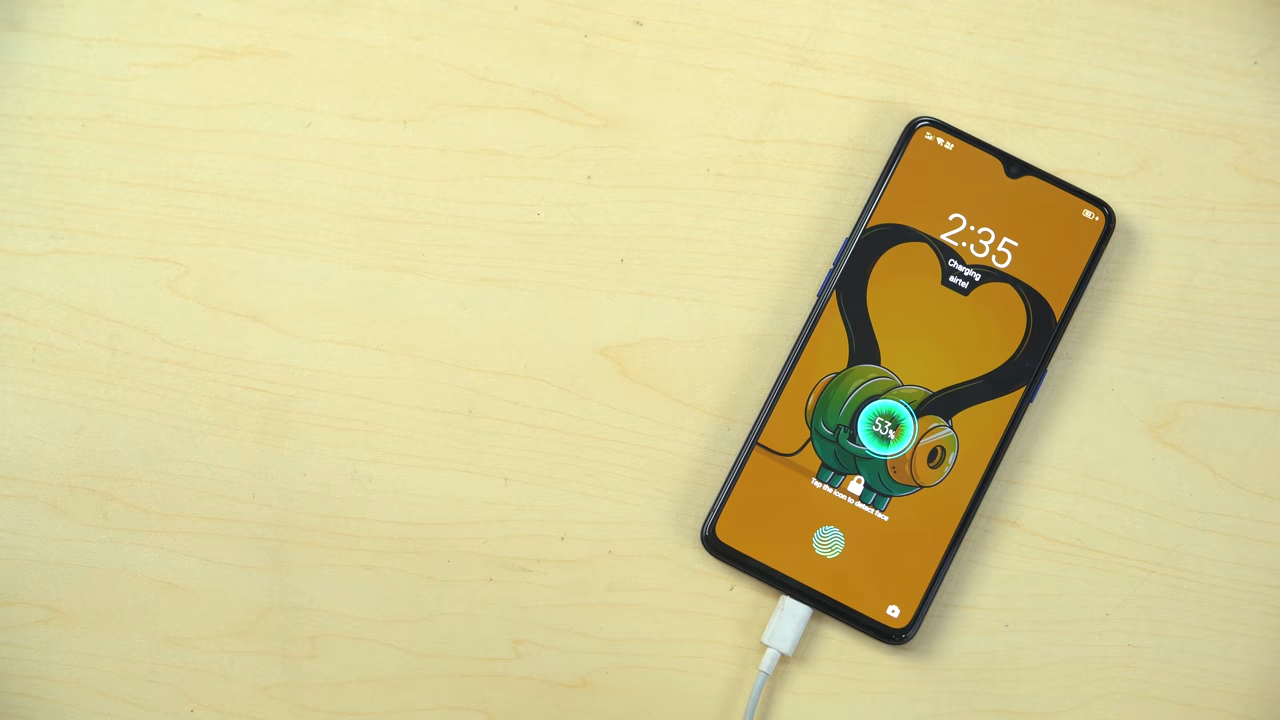 2:35
Charging
airtel
53%
Tap the icon to detect face